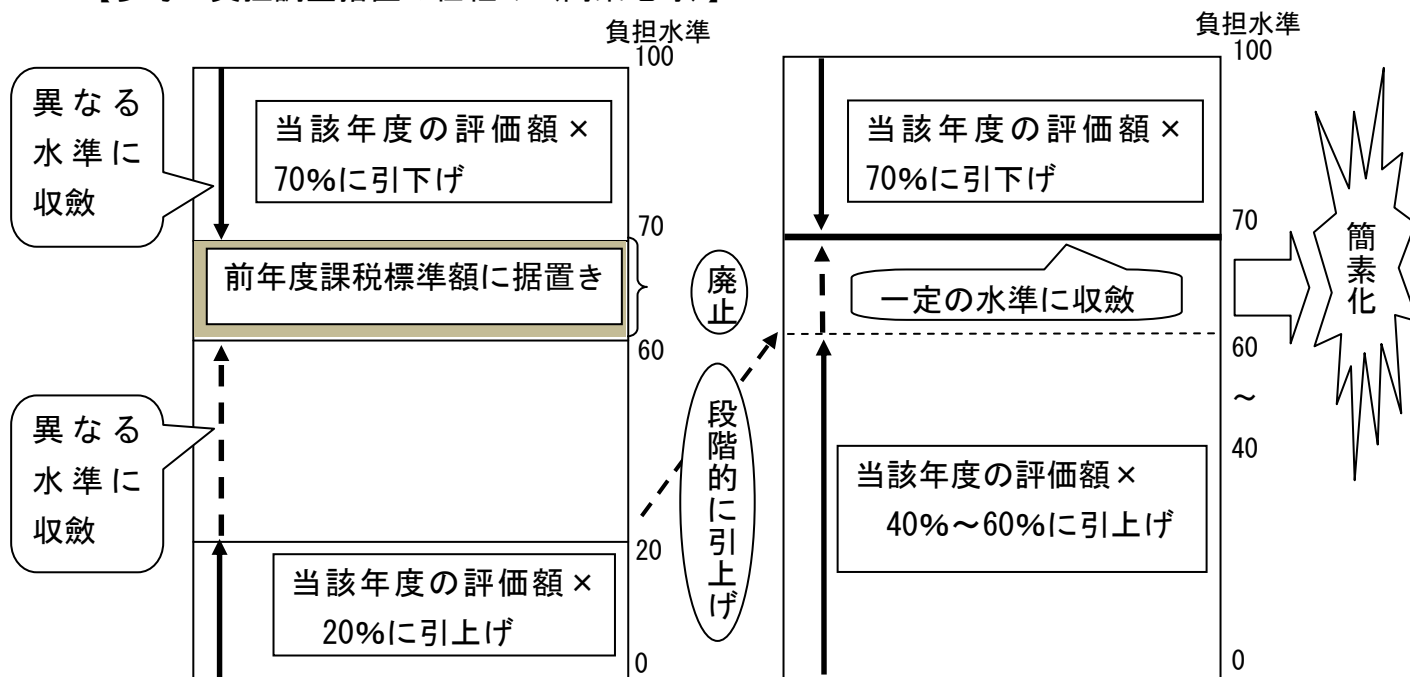 負担水準
100
異なる
水準に
収斂
当該年度の評価額×
70%に引下げ
70
前年度課税標準額に据置き
60
異なる
水準に
収斂
20
当該年度の評価額×
20%に引上げ
0
廃止
段階的に引上げ
負担水準
100
当該年度の評価額×
70%に引下げ
70
一定の水準に収斂
60
~
40
当該年度の評価額×
40%~60%に引上げ
0
簡素化